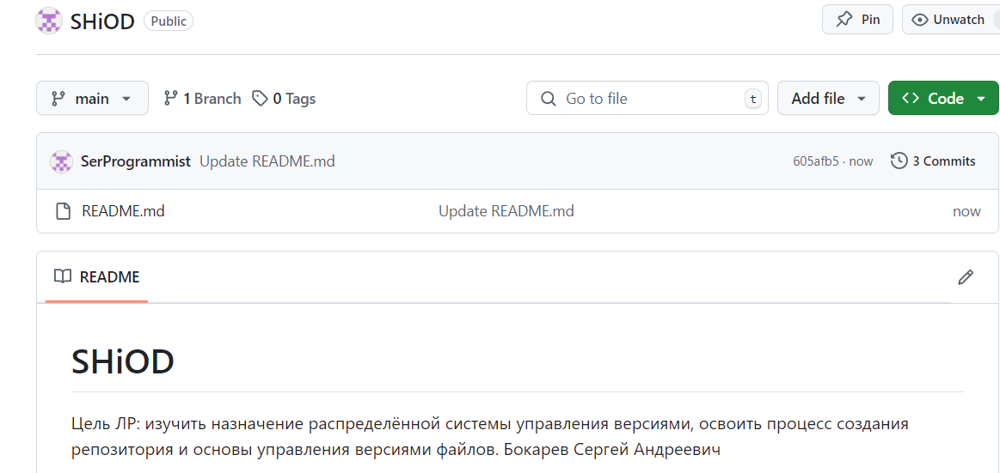 SHiOD Public Pin Unwatch
main 1 Branch 0 Tags Go to file t Add file Code
SerProgrammist Update README.md 605afb5 · now 3 Commits
README.md Update README.md now
README
SHiOD
Цель ЛР: изучить назначение распределённой системы управления версиями, освоить процесс создания
репозитория и основы управления версиями файлов. Бокарев Сергей Андреевич